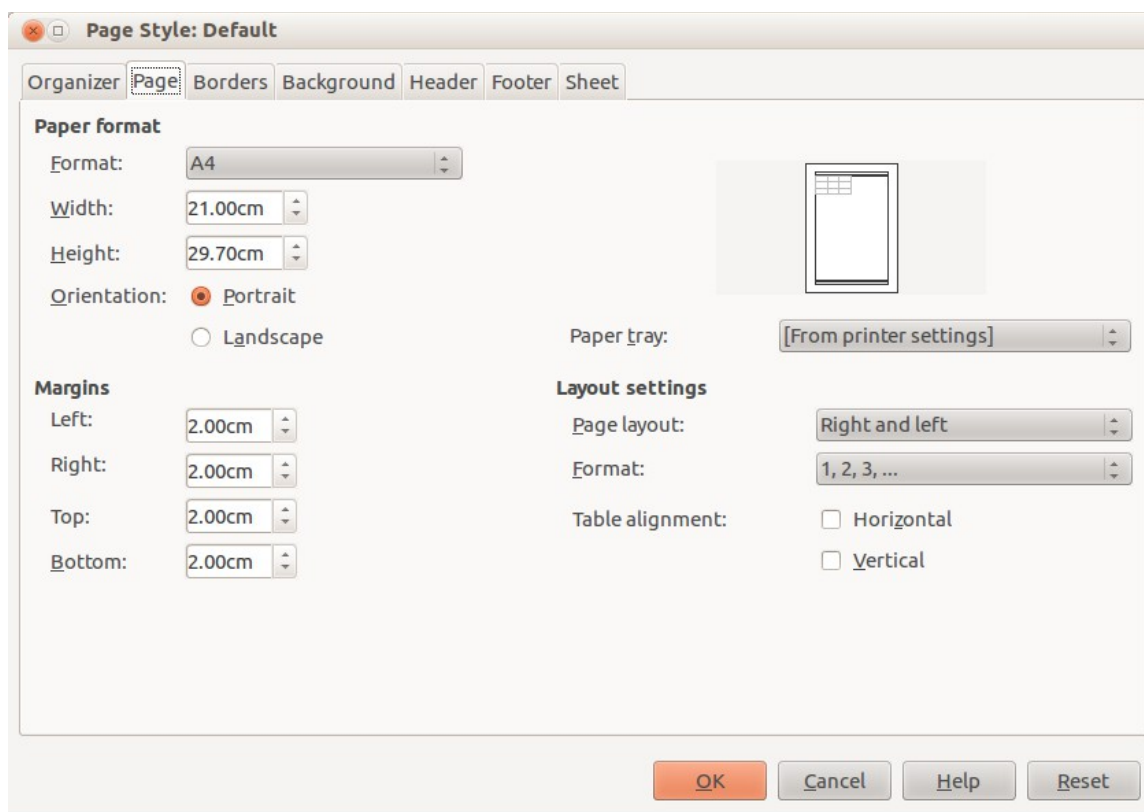 Page Style: Default
Organizer Page Borders Background Header Footer Sheet
Paper format
Format: A4
Width: 21.00cm
Height: 29.70cm
Orientation: Portrait
Landscape
Paper tray: [From printer settings]
Margins
Left: 2.00cm
Right: 2.00cm
Top: 2.00cm
Bottom: 2.00cm
Layout settings
Page layout: Right and left
Format: 1, 2, 3, ...
Table alignment: Horizontal
Vertical
OK Cancel Help Reset